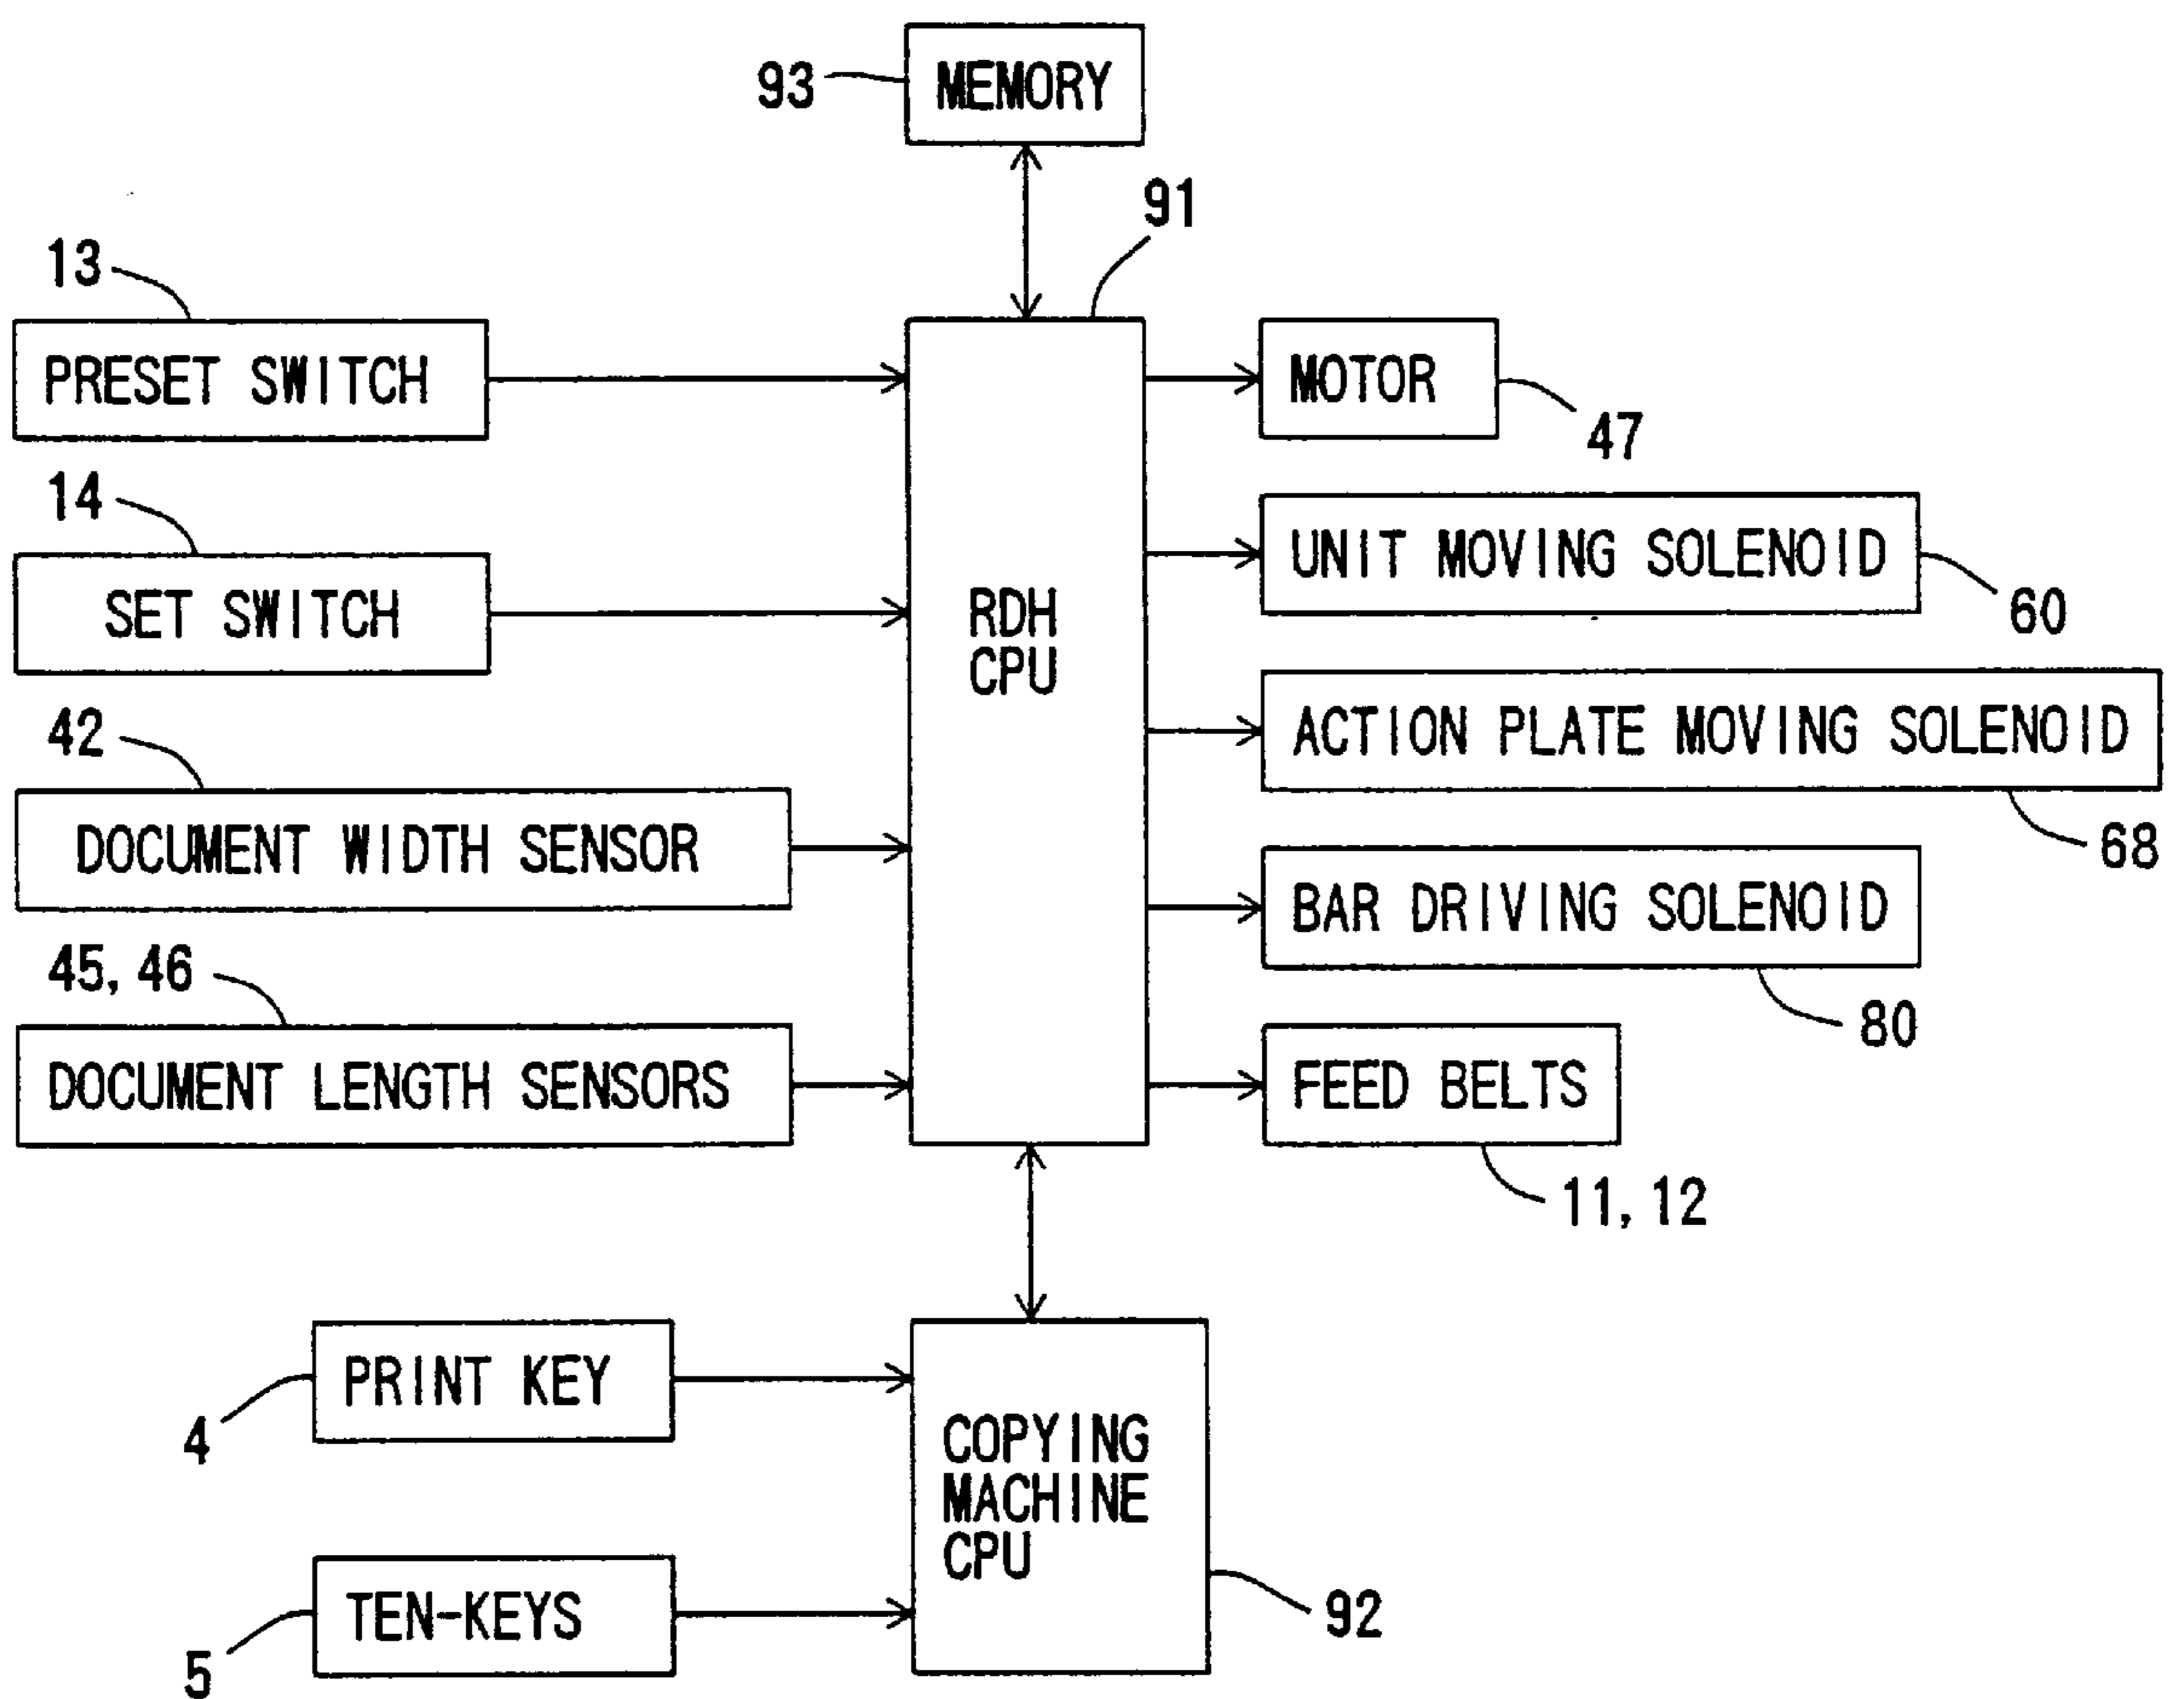 93
MEMORY
91
13
PRESET SWITCH
MOTOR
47
14
SET SWITCH
UNIT MOVING SOLENOID
60
RDH
CPU
42
DOCUMENT WIDTH SENSOR
ACTION PLATE MOVING SOLENOID
68
BAR DRIVING SOLENOID
80
45, 46
DOCUMENT LENGTH SENSORS
FEED BELTS
11, 12
PRINT KEY
4
COPYING
MACHINE
CPU
92
TEN-KEYS
5